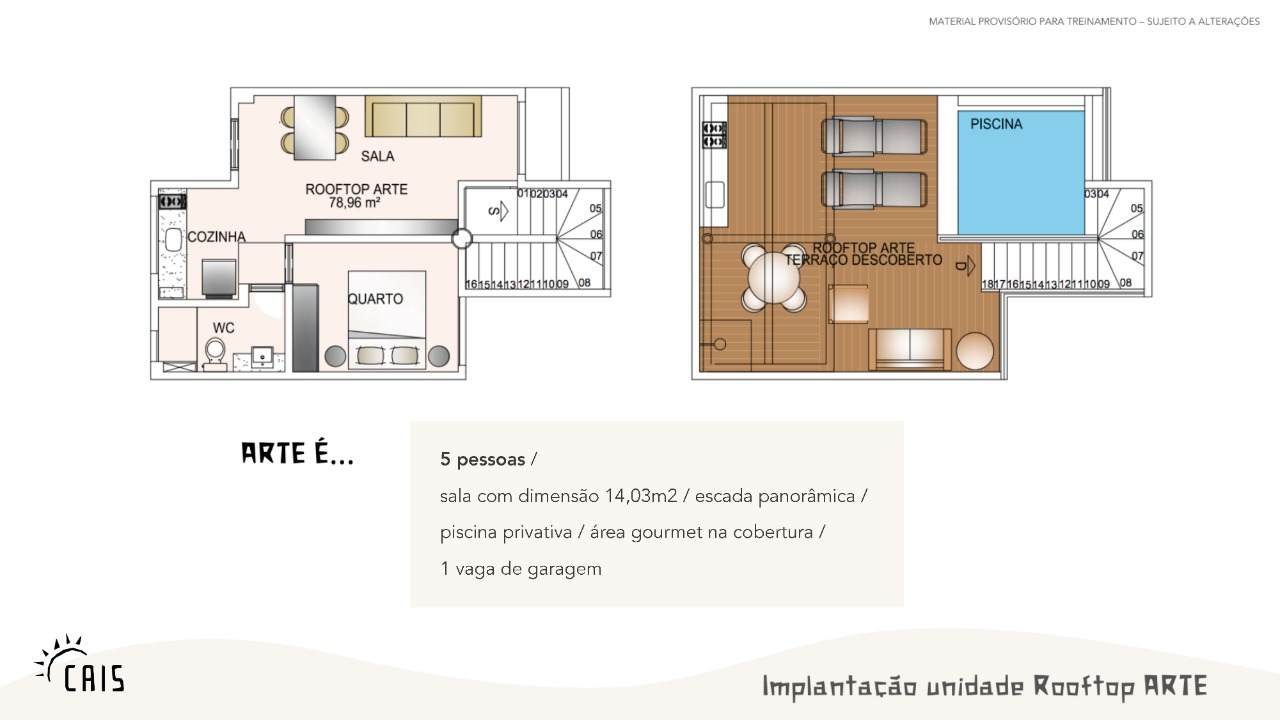 MATERIAL PROVISÓRIO PARA TREINAMENTO – SUJEITO A ALTERAÇÕES
SALA
ROOFTOP ARTE
78,96 m²
COZINHA
QUARTO
WC
S
01 02 03 04
05
06
07
16 15 14 13 12 11 10 09 08
PISCINA
ROOFTOP ARTE
TERRAÇO DESCOBERTO
D
03 04
05
06
07
18 17 16 15 14 13 12 11 10 09 08
ARTE É...
5 pessoas /
sala com dimensão 14,03m2 / escada panorâmica /
piscina privativa / área gourmet na cobertura /
1 vaga de garagem
CAIS
Implantação unidade Rooftop ARTE